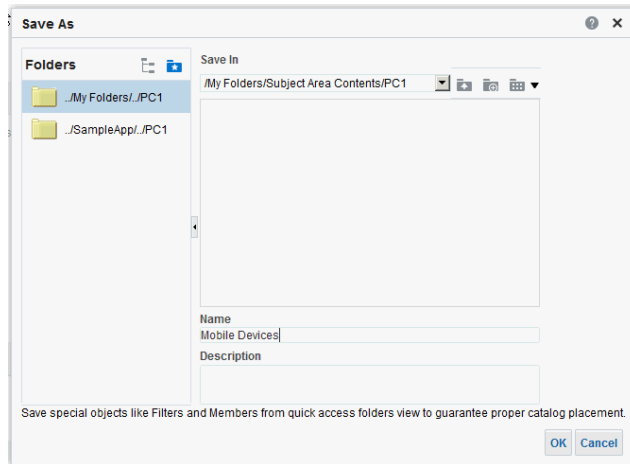 Save As
Folders
../My Folders/../PC1
../SampleApp/../PC1
Save In
/My Folders/Subject Area Contents/PC1
Name
Mobile Devices
Description
Save special objects like Filters and Members from quick access folders view to guarantee proper catalog placement.
OK Cancel